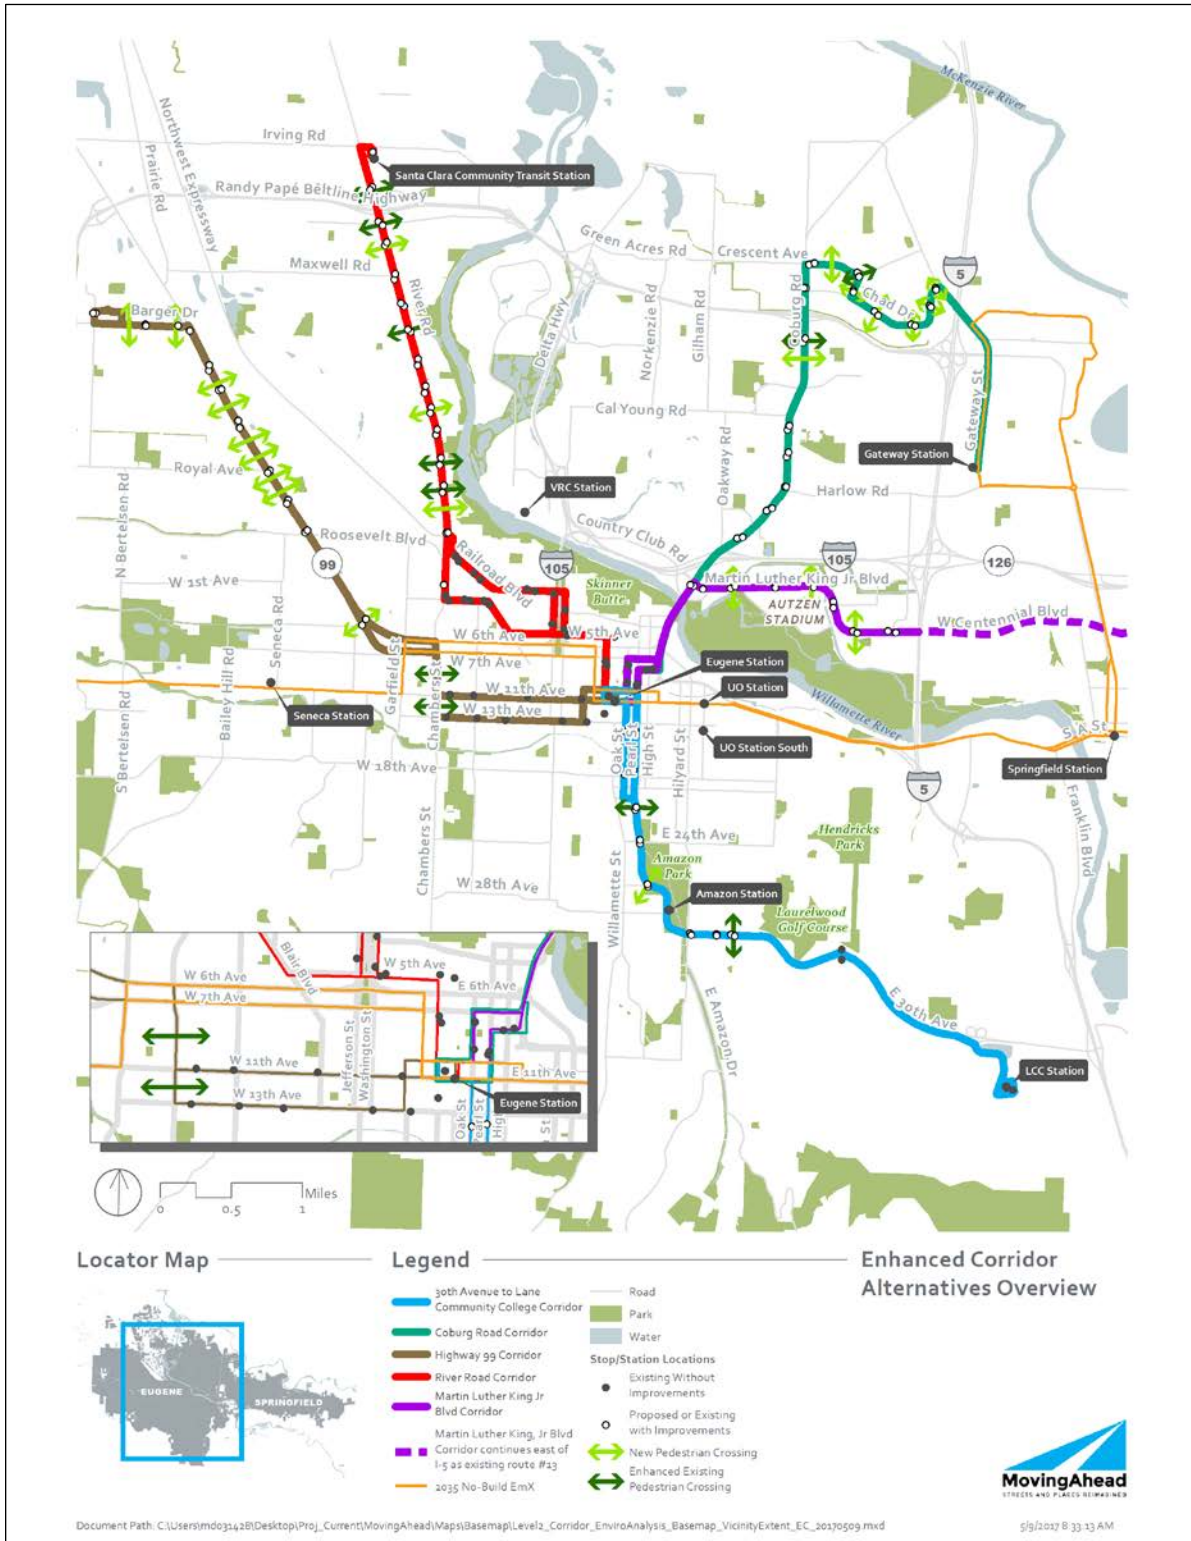 McKenzie River
Irving Rd
Northwest Expressway
Prairie Rd
Santa Clara Community Transit Station
Randy Papé Beltline Highway
Green Acres Rd
Crescent Ave
5
Maxwell Rd
River Rd
Delta Hwy
Norkenzie Rd
Gilham Rd
Coburg Rd
Chad Dr
Barger Dr
Gateway St
Cal Young Rd
Oakway Rd
Gateway Station
Royal Ave
VRC Station
Harlow Rd
N Bertelsen Rd
Roosevelt Blvd
Country Club Rd
99
Railroad Blvd
105
105
126
W 1st Ave
Skinner
Butte
Martin Luther King Jr Blvd
AUTZEN
STADIUM
W Centennial Blvd
Seneca Rd
W 6th Ave
W 5th Ave
Bailey Hill Rd
Garfield St
W 7th Ave
Eugene Station
Chambers St
W 11th Ave
UO Station
Seneca Station
W 13th Ave
Willamette River
S A St
S Bertelsen Rd
Oak St
Pearl St
High St
Hilyard St
UO Station South
W 18th Ave
Springfield Station
5
Franklin Blvd
E 24th Ave
Hendricks
Park
Chambers St
Willamette St
Amazon
Park
W 28th Ave
Amazon Station
Laurelwood
Golf Course
E 30th Ave
E Amazon Dr
LCC Station
Blair Blvd
W 5th Ave
W 6th Ave
E 6th Ave
W 7th Ave
Jefferson St
Washington St
W 11th Ave
E 11th Ave
W 13th Ave
Eugene Station
Oak St
Pearl St
High
St
Miles
0 0.5 1
Locator Map
EUGENE
SPRINGFIELD
Legend
30th Avenue to Lane
Community College Corridor
Coburg Road Corridor
Highway 99 Corridor
River Road Corridor
Martin Luther King Jr
Blvd Corridor
Martin Luther King, Jr Blvd
Corridor continues east of
I-5 as existing route #13
2035 No-Build EmX
Road
Park
Water
Stop/Station Locations
Existing Without
Improvements
Proposed or Existing
with Improvements
New Pedestrian Crossing
Enhanced Existing
Pedestrian Crossing
Enhanced Corridor
Alternatives Overview
MovingAhead
STREETS AND PLACES REIMAGINED
Document Path: C:\Users\md031428\Desktop\Proj_Current\MovingAhead\Maps\Basemap\Level2_Corridor_EnviroAnalysis_Basemap_VicinityExtent_EC_20170509.mxd
5/9/2017 8:33:13 AM